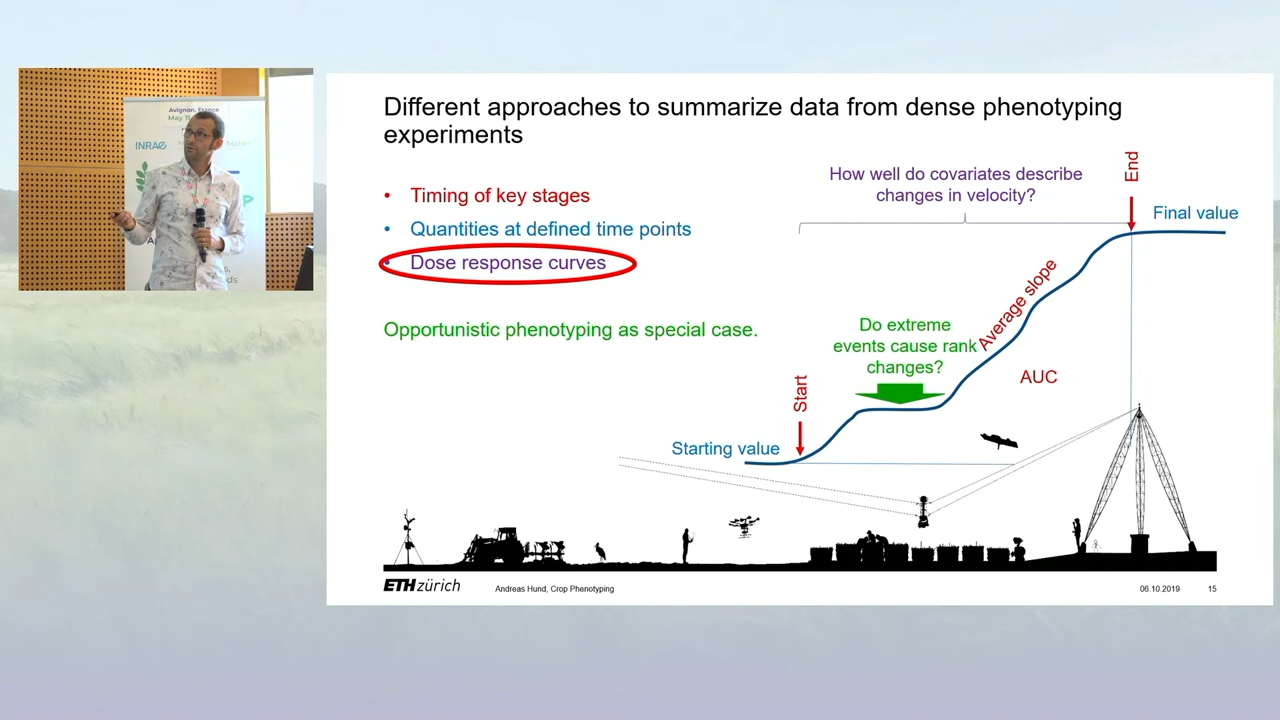 Avignon, France
May 11
INRAE
Different approaches to summarize data from dense phenotyping
experiments
• Timing of key stages
• Quantities at defined time points
• Dose response curves
Opportunistic phenotyping as special case.
How well do covariates describe
changes in velocity?
End
Final value
Average slope
Do extreme
events cause rank
changes?
AUC
Start
Starting value
ETH zürich
Andreas Hund, Crop Phenotyping
06.10.2019
15